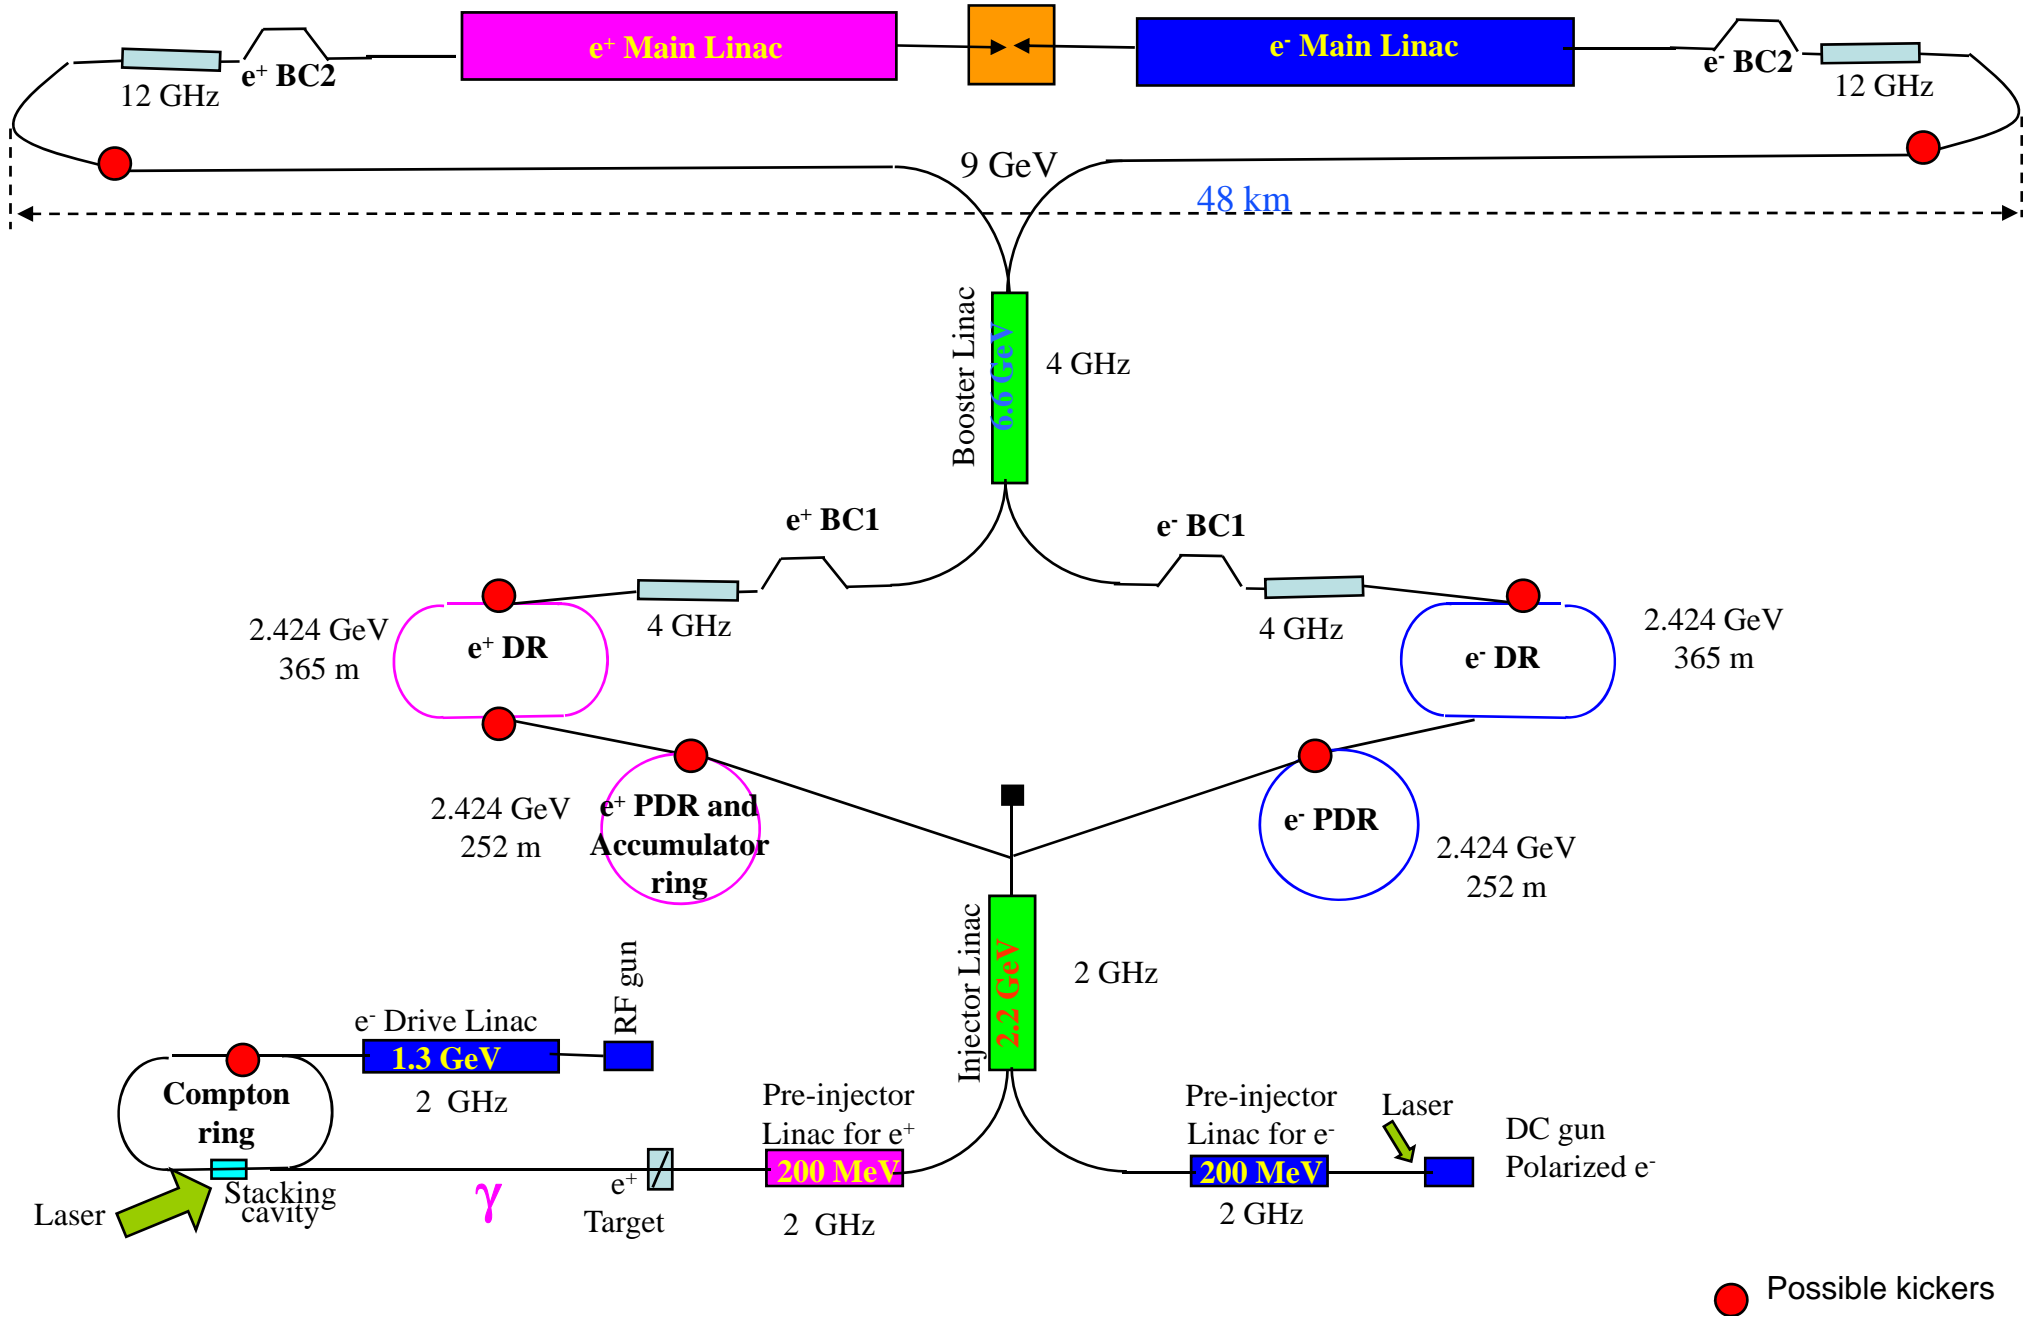 e⁺ Main Linac
e⁻ Main Linac
e⁺ BC2
e⁻ BC2
12 GHz
12 GHz
9 GeV
48 km
Booster Linac
6.6 GeV
4 GHz
e⁺ BC1
e⁻ BC1
4 GHz
4 GHz
2.424 GeV
365 m
e⁺ DR
e⁻ DR
2.424 GeV
365 m
2.424 GeV
252 m
e⁺ PDR and
Accumulator
ring
e⁻ PDR
2.424 GeV
252 m
Injector Linac
2.2 GeV
2 GHz
RF gun
e⁻ Drive Linac
1.3 GeV
2 GHz
Compton
ring
Pre-injector
Linac for e⁺
200 MeV
2 GHz
Pre-injector
Linac for e⁻
200 MeV
2 GHz
Laser
DC gun
Polarized e⁻
Laser
Stacking
cavity
γ
e⁺
Target
Possible kickers